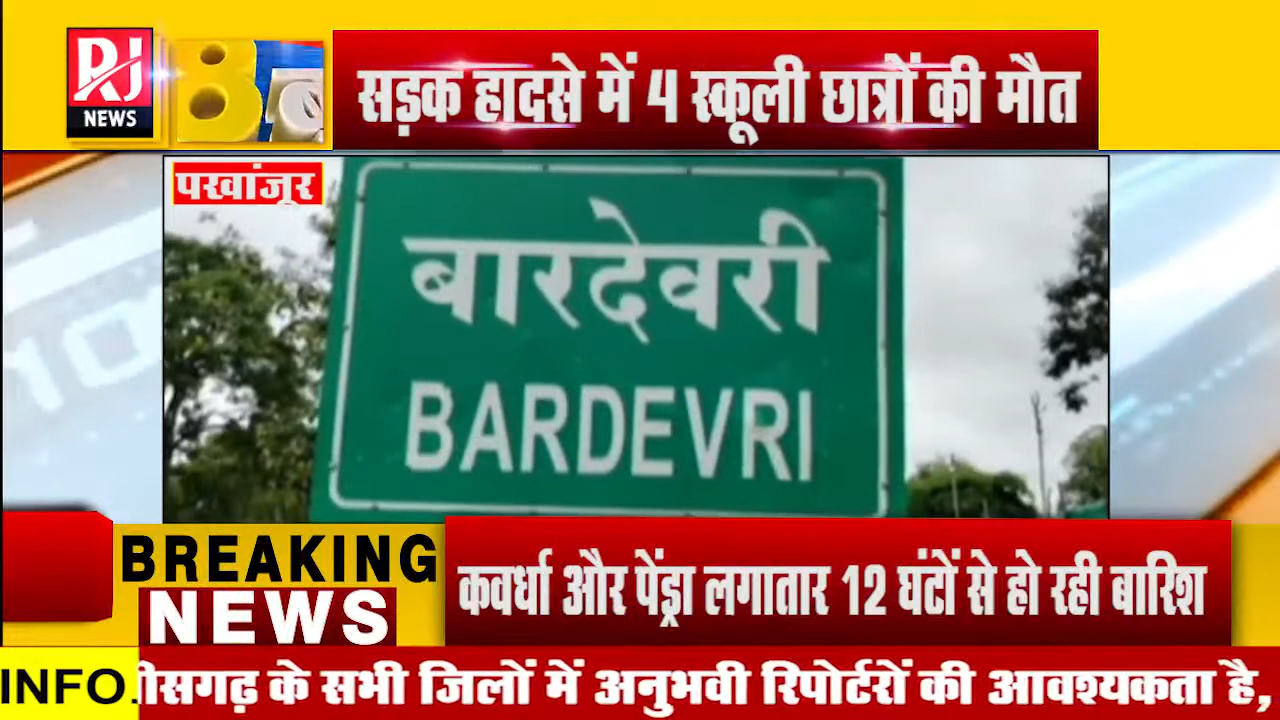 RJ
NEWS
सड़क हादसे में 4 स्कूली छात्रों की मौत
पखांजूर
बारदेवरी
BARDEVRI
BREAKING
NEWS
कवर्धा और पेंड्रा लगातार 12 घंटों से हो रही बारिश
INFO.
के सभी जिलों में अनुभवी रिपोर्टरों की आवश्यकता है,